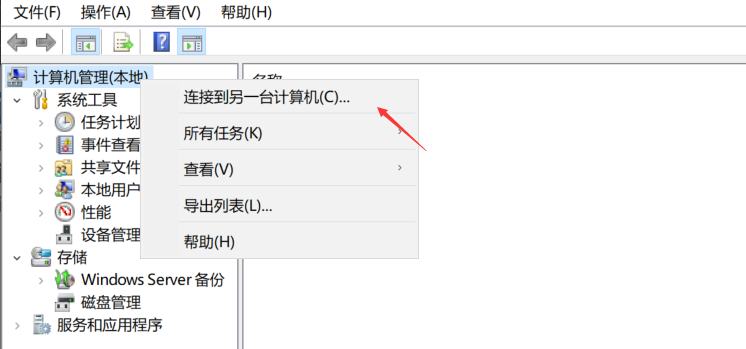 文件(F) 操作(A) 查看(V) 帮助(H)
计算机管理(本地)
系统工具
任务计划
事件查看
共享文件
本地用户
性能
设备管理
存储
Windows Server 备份
磁盘管理
服务和应用程序
名称
连接到另一台计算机(C)...
所有任务(K)
查看(V)
导出列表(L)...
帮助(H)